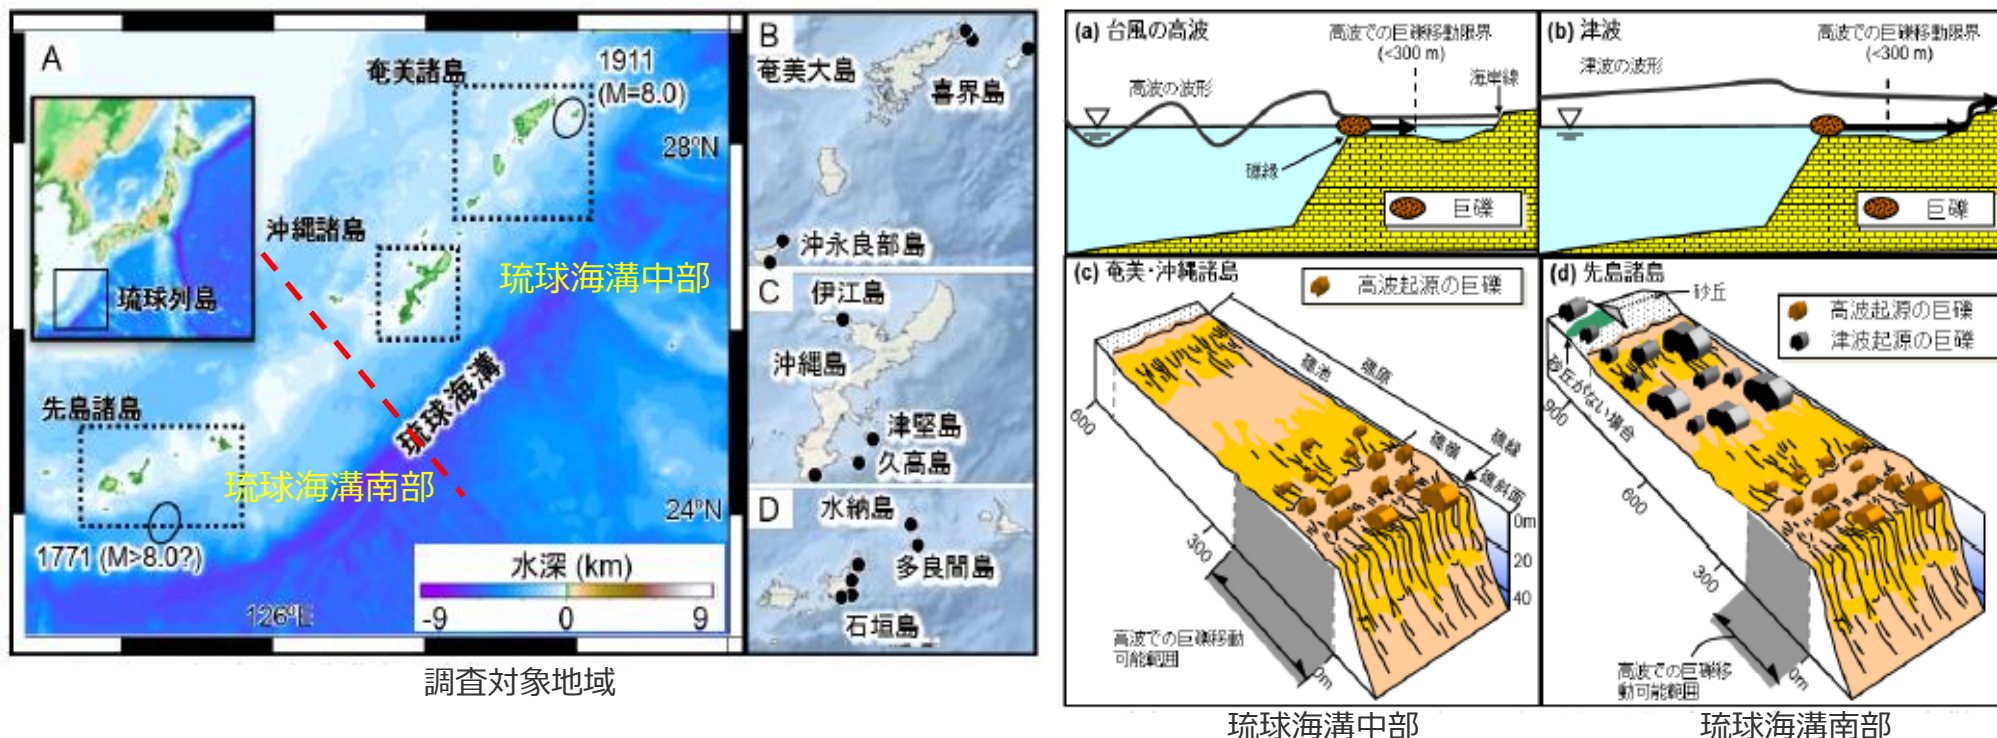 A
奄美諸島
1911
(M=8.0)
28°N
沖縄諸島
琉球海溝中部
琉球列島
琉球海溝
先島諸島
琉球海溝南部
24°N
1771 (M>8.0?)
126°E
水深 (km)
-9
0
9
B
奄美大島
喜界島
沖永良部島
C
伊江島
沖縄島
津堅島
久高島
D
水納島
多良間島
石垣島
調査対象地域
(a) 台風の高波
高波での巨礫移動限界
(<300 m)
海岸線
高波の波形
礁縁
巨礫
(b) 津波
高波での巨礫移動限界
(<300 m)
津波の波形
巨礫
(c) 奄美・沖縄諸島
高波起源の巨礫
礁池
礁原
礁嶺
礁縁
礁斜面
600
300
0m
0m
20
40
高波での巨礫移動
可能範囲
琉球海溝中部
(d) 先島諸島
砂丘
高波起源の巨礫
津波起源の巨礫
砂丘がない場合
900
600
300
0m
高波での巨礫移
動可能範囲
琉球海溝南部